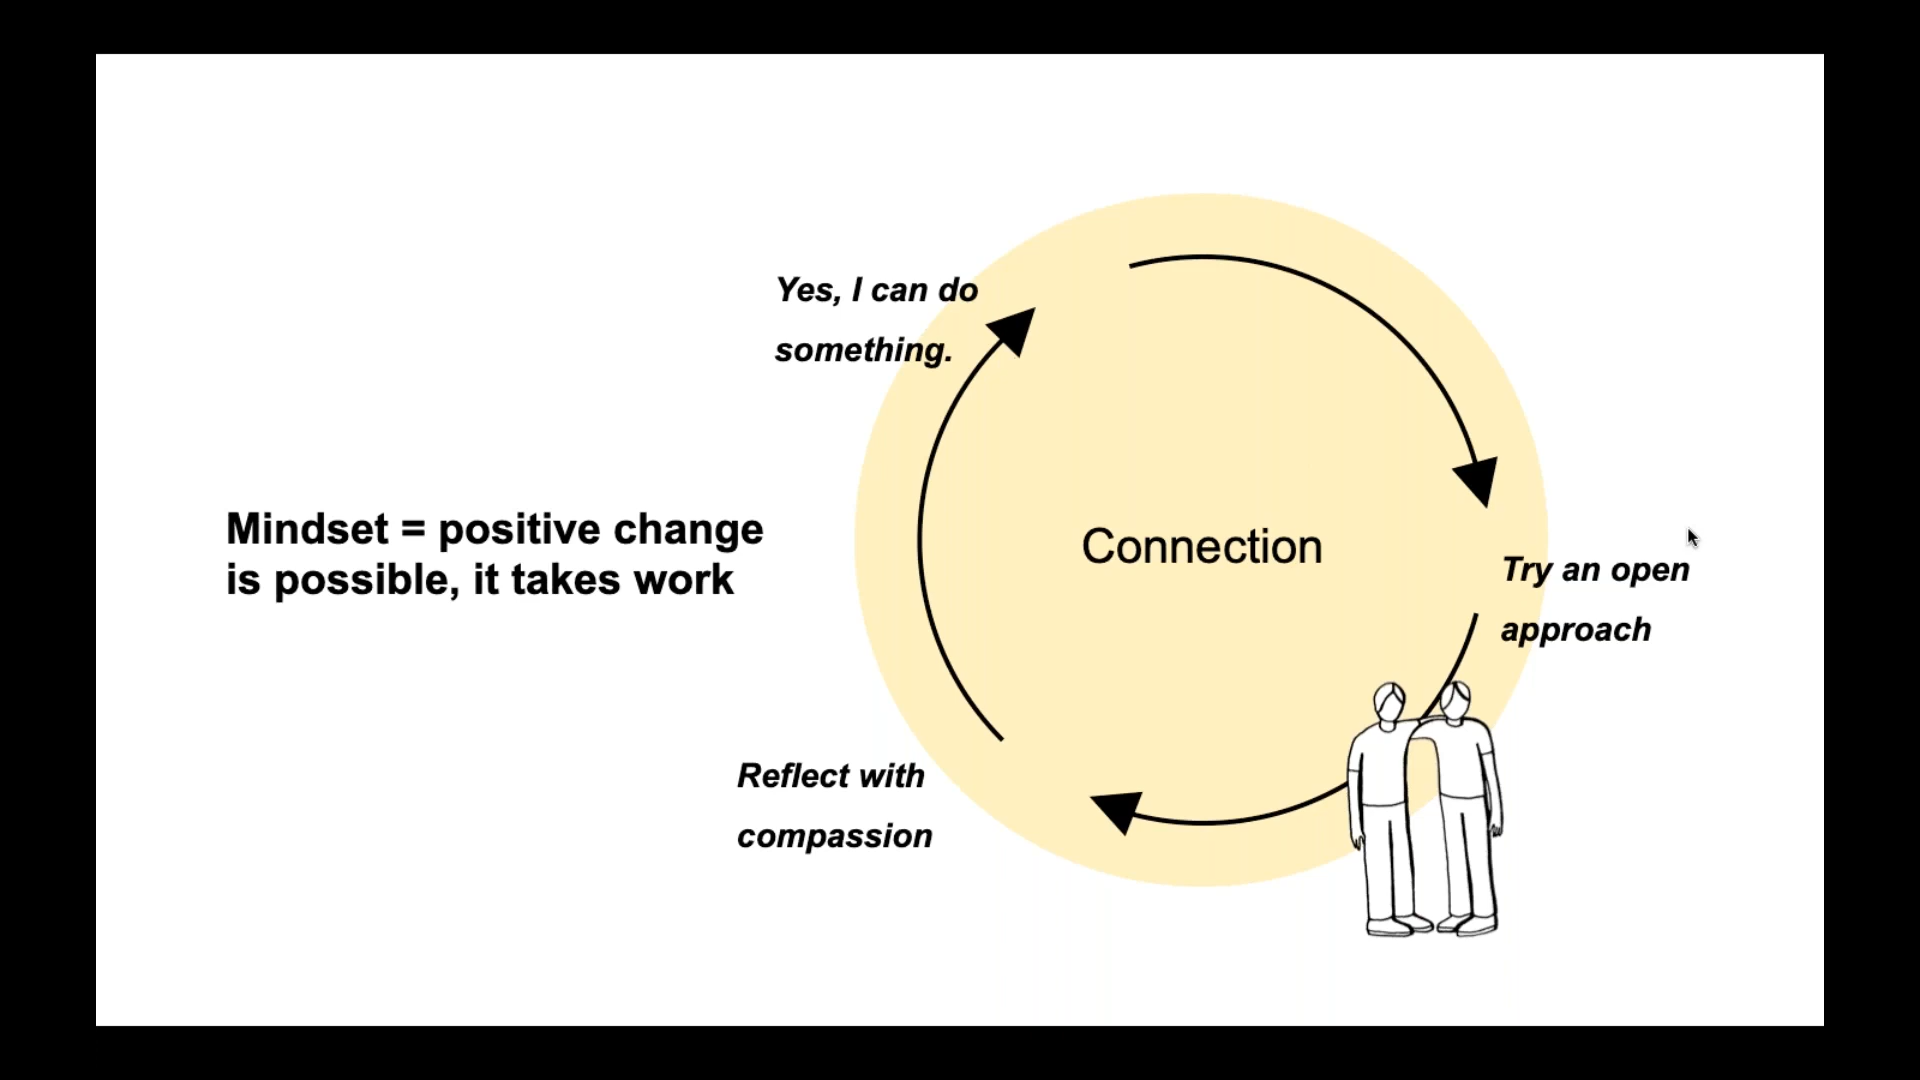 Yes, I can do
something.
Mindset = positive change
is possible, it takes work
Connection
Try an open
approach
Reflect with
compassion